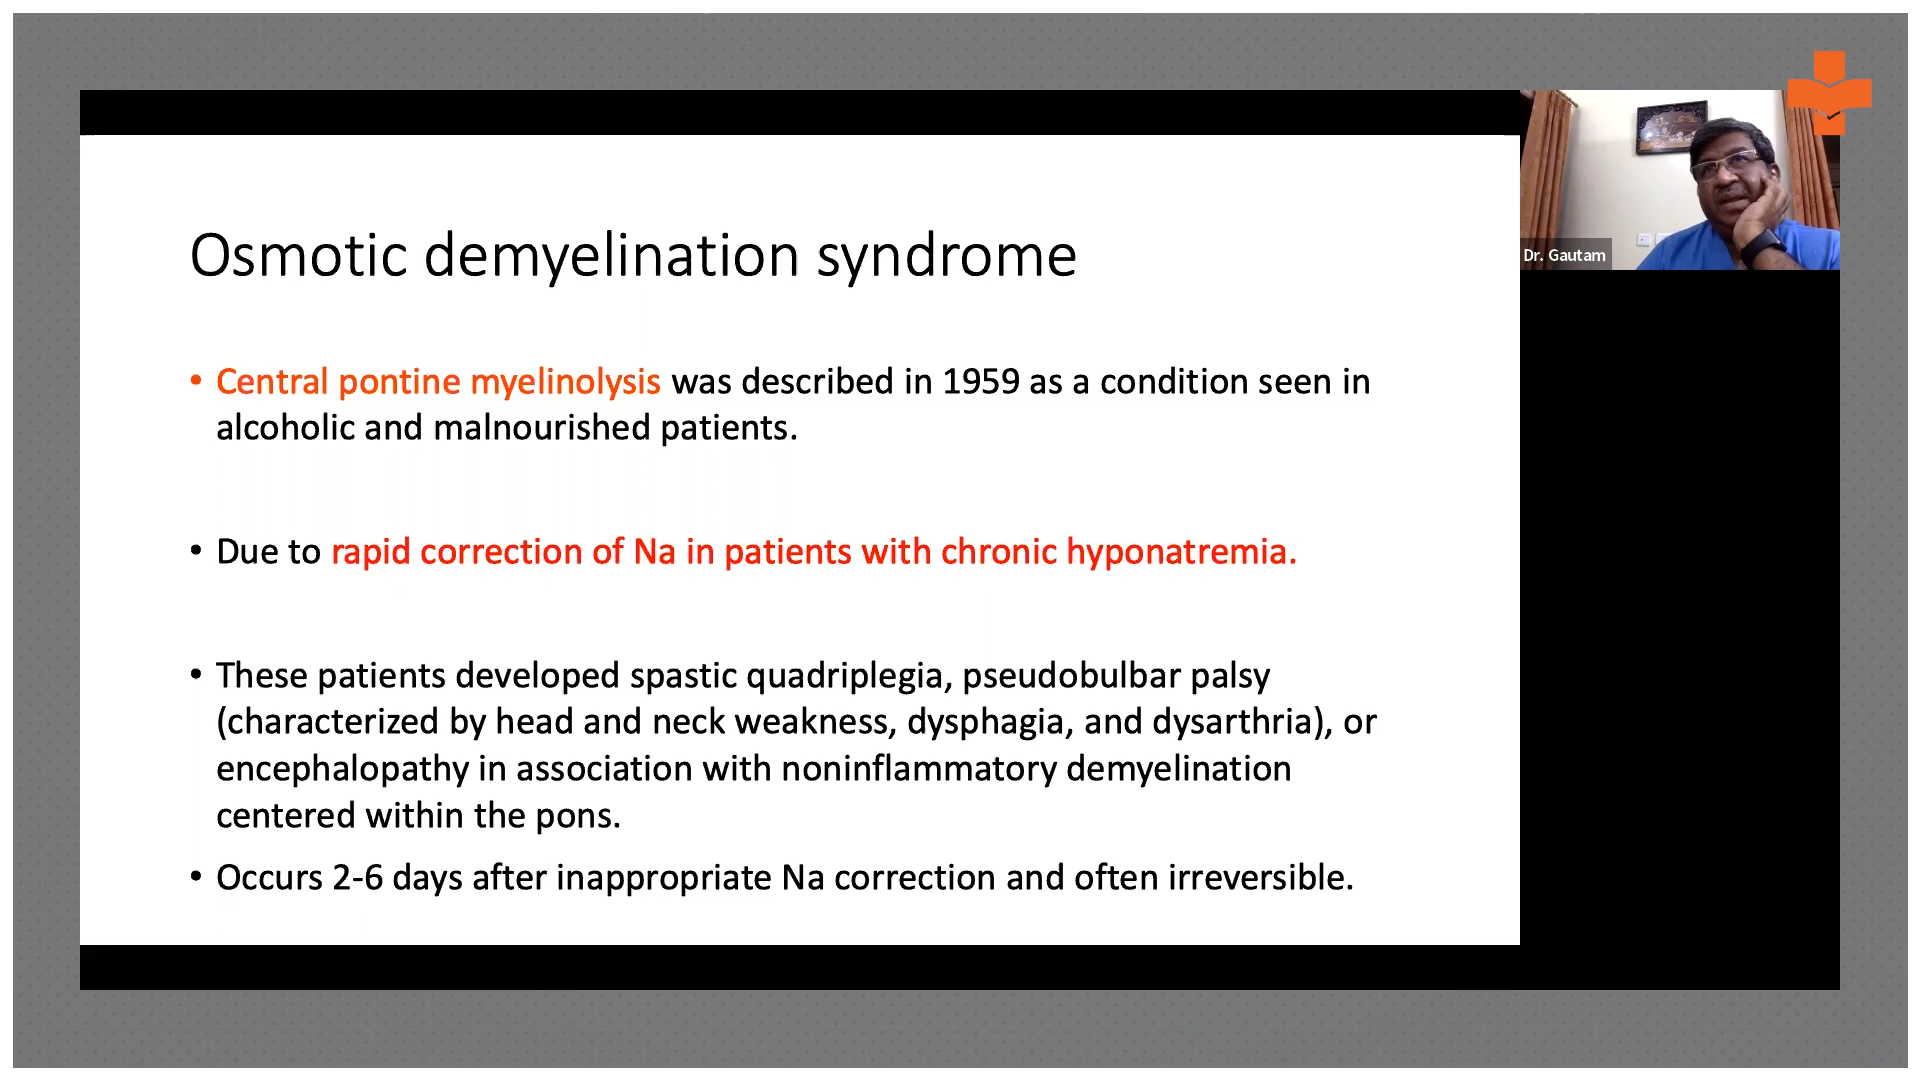 Osmotic demyelination syndrome
• Central pontine myelinolysis was described in 1959 as a condition seen in
alcoholic and malnourished patients.
• Due to rapid correction of Na in patients with chronic hyponatremia.
• These patients developed spastic quadriplegia, pseudobulbar palsy
(characterized by head and neck weakness, dysphagia, and dysarthria), or
encephalopathy in association with noninflammatory demyelination
centered within the pons.
• Occurs 2-6 days after inappropriate Na correction and often irreversible.
Dr. Gautam